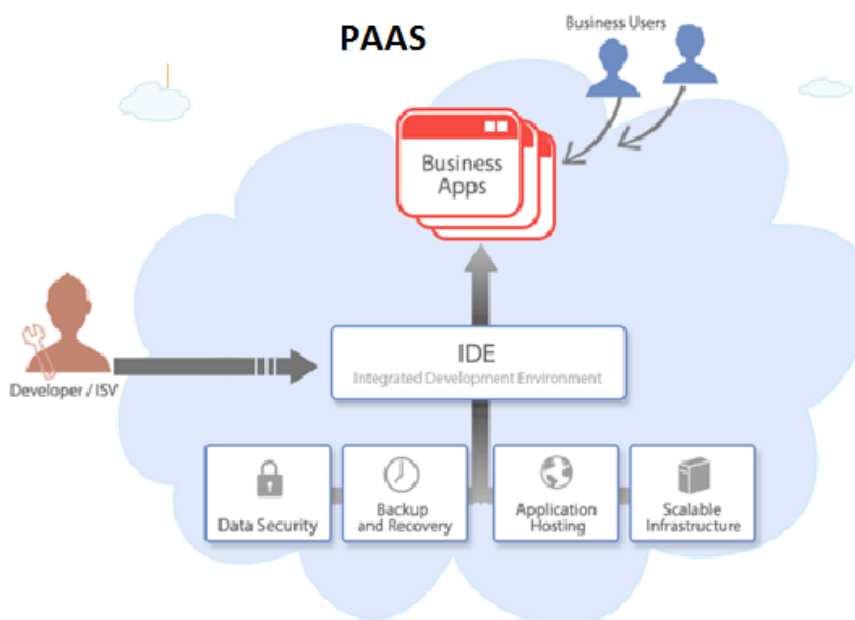 PAAS
Business Users
Business
Apps
IDE
Integrated Development Environment
Developer / ISV
Data Security
Backup
and Recovery
Application
Hosting
Scalable
Infrastructure